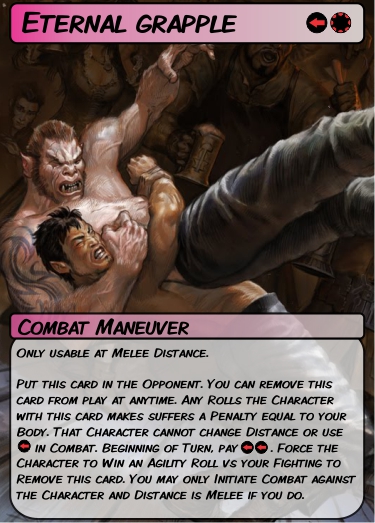 Eternal grapple
Combat Maneuver
Only usable at Melee Distance.
Put this card in the Opponent. You can remove this
card from play at anytime. Any Rolls the Character
with this card makes suffers a Penalty equal to your
Body. That Character cannot change Distance or use
in Combat. Beginning of Turn, pay . Force the
Character to Win an Agility Roll vs your Fighting to
Remove this card. You may only Initiate Combat against
the Character and Distance is Melee if you do.